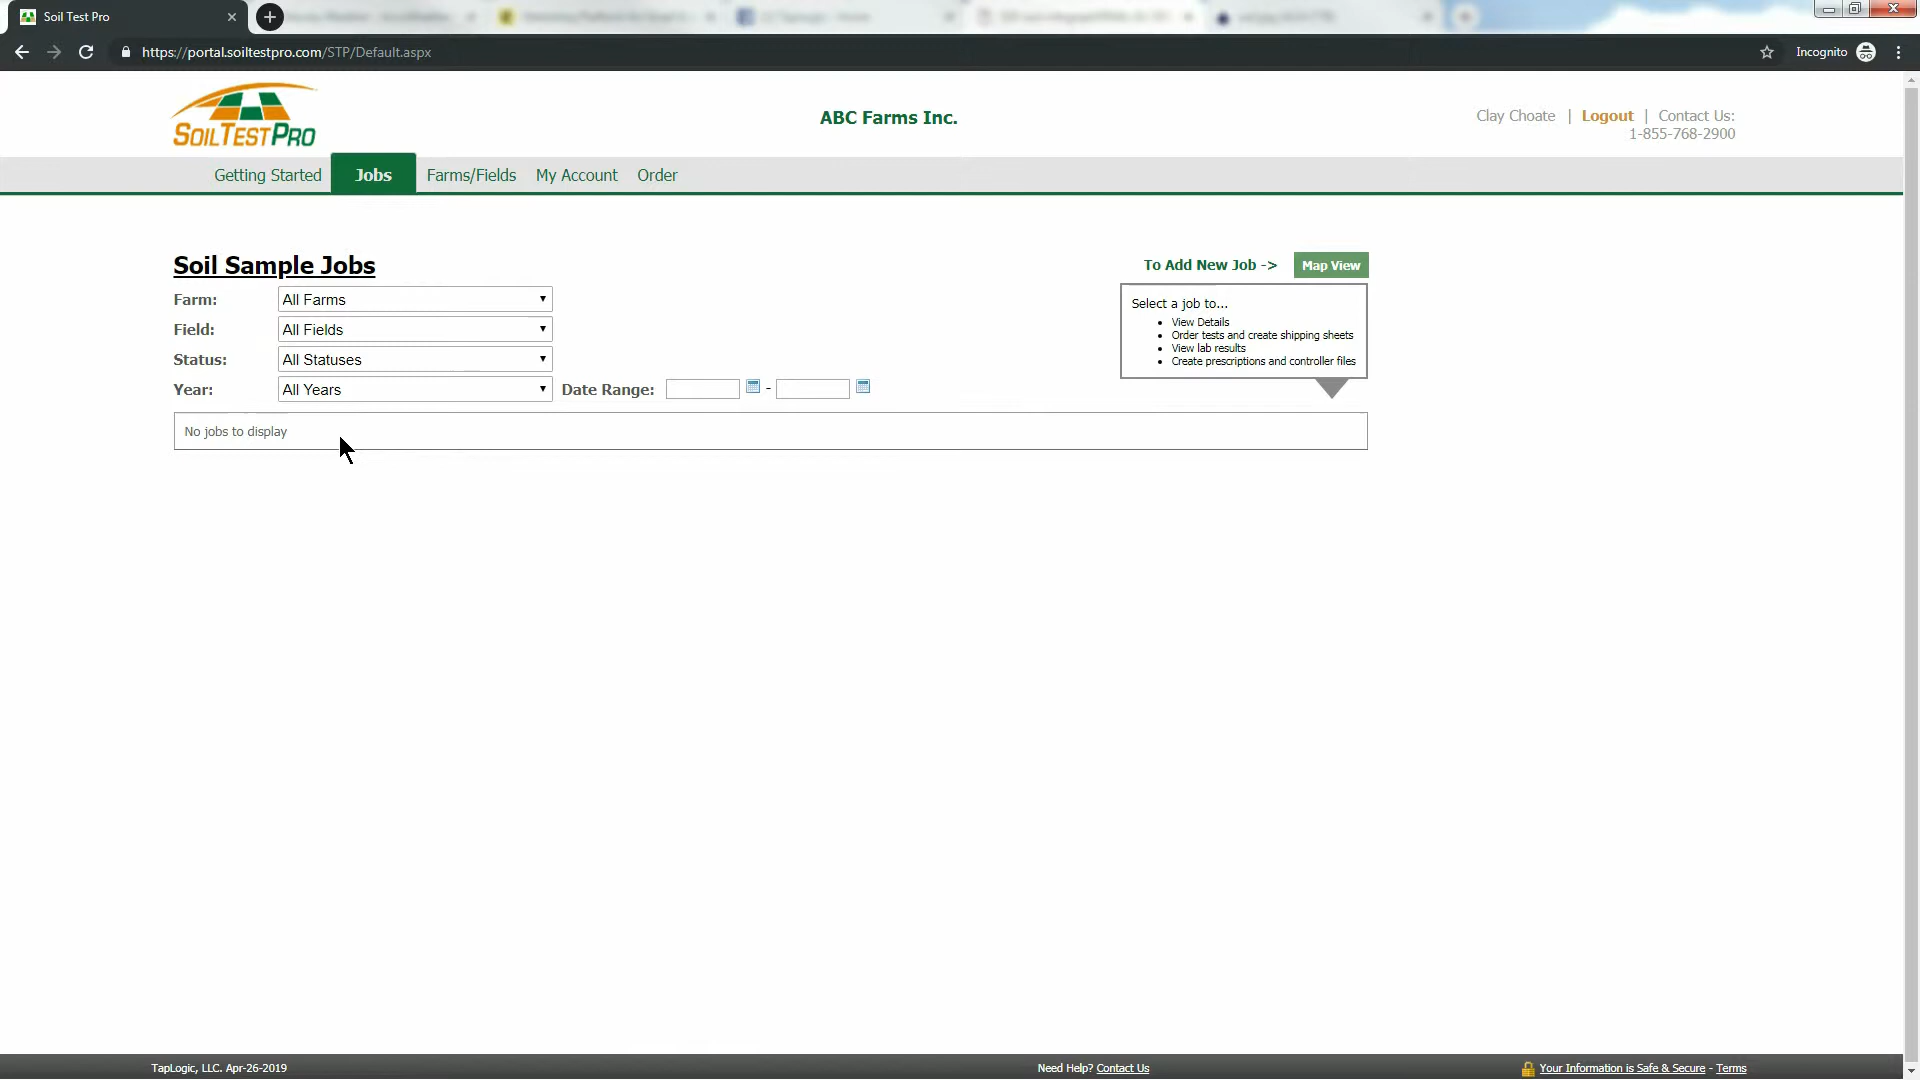 Soil Test Pro
https://portal.soiltestpro.com/STP/Default.aspx
Incognito
SOILTESTPRO
ABC Farms Inc.
Clay Choate | Logout | Contact Us:
1-855-768-2900
Getting Started Jobs Farms/Fields My Account Order
Soil Sample Jobs
To Add New Job -> Map View
Farm: All Farms
Select a job to...
Field: All Fields
• View Details
• Order tests and create shipping sheets
• View lab results
• Create prescriptions and controller files
Status: All Statuses
Year: All Years Date Range: -
No jobs to display
TapLogic, LLC. Apr-26-2019
Need Help? Contact Us
Your Information is Safe & Secure - Terms